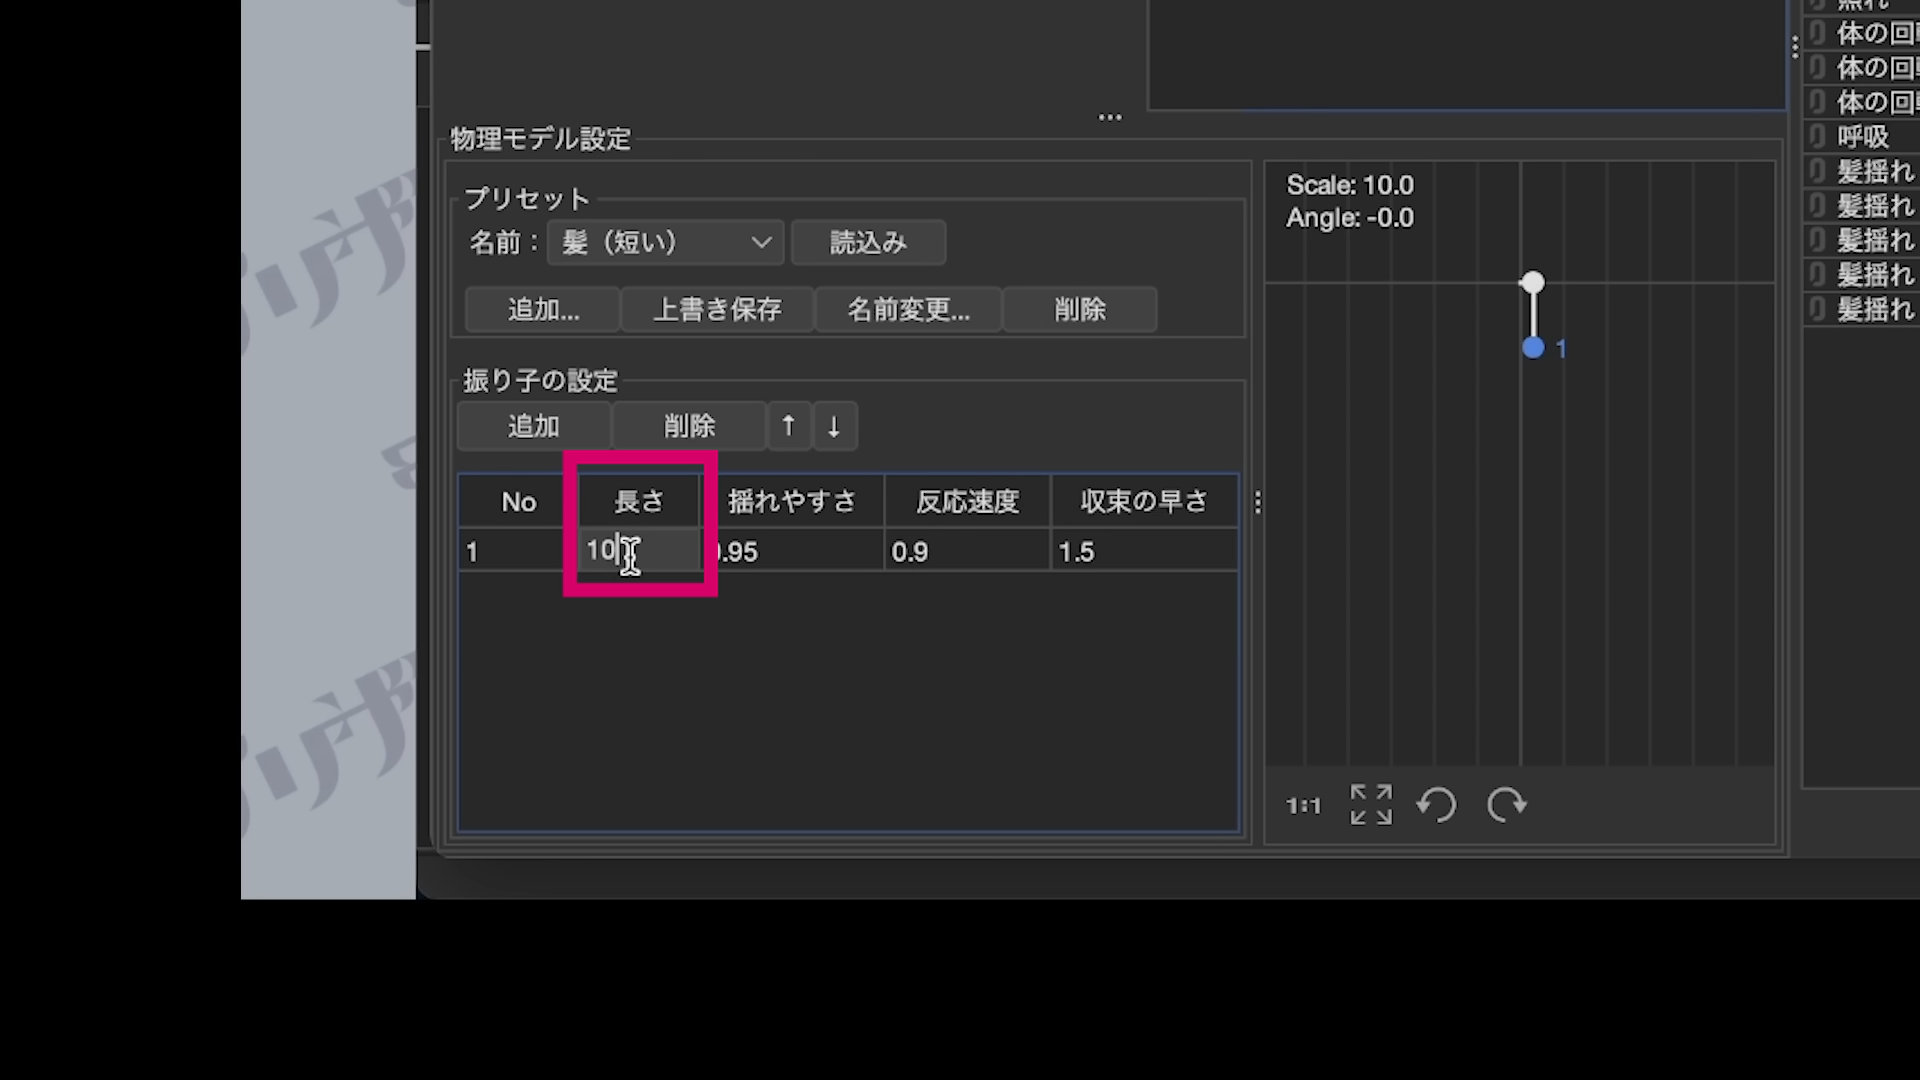 照れ
体の回
体の回
体の回
呼吸
髪揺れ
髪揺れ
髪揺れ
髪揺れ
髪揺れ
物理モデル設定
プリセット
名前： 髪（短い） 読込み
追加... 上書き保存 名前変更... 削除
振り子の設定
追加 削除 ↑ ↓
No 長さ 揺れやすさ 反応速度 収束の早さ
1 10 0.95 0.9 1.5
Scale: 10.0
Angle: -0.0
1
1:1